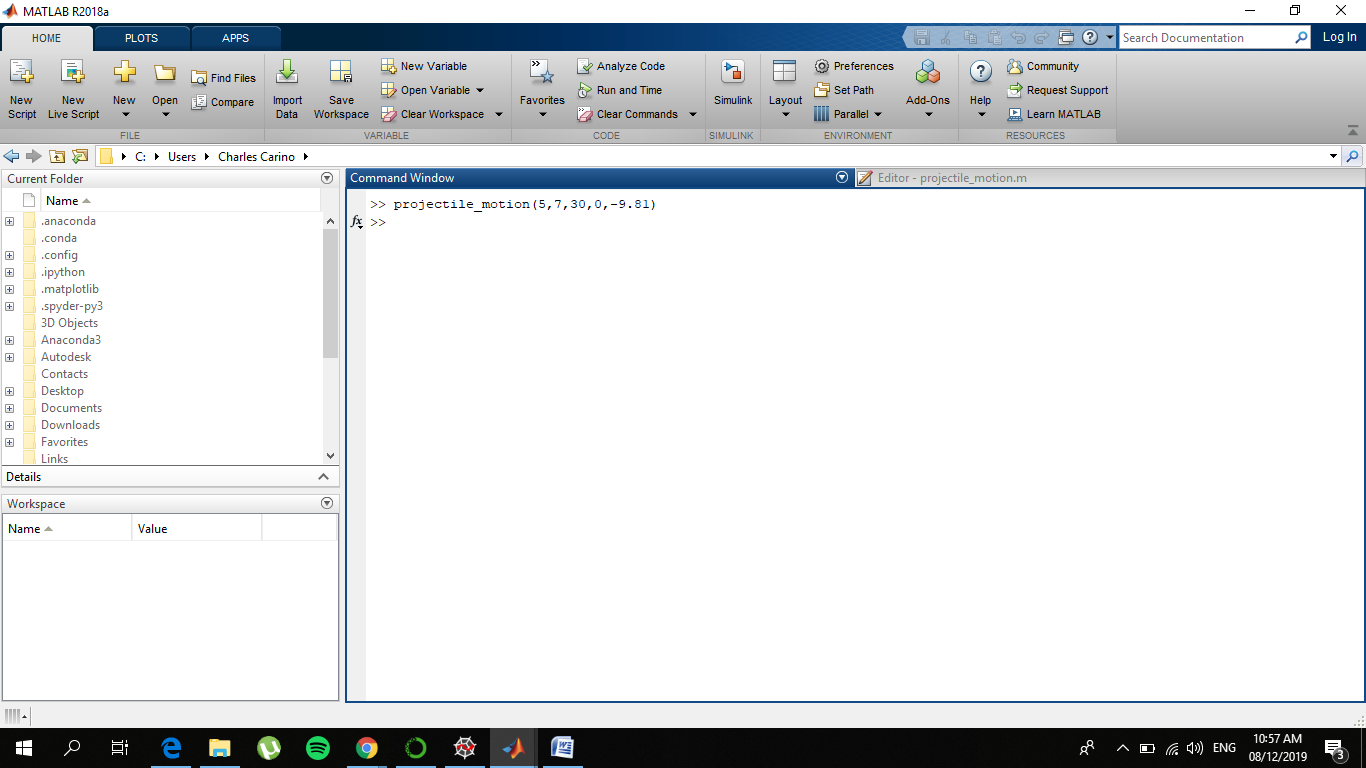 MATLAB R2018a
HOME PLOTS APPS
Search Documentation
Log In
New Script
New Live Script
New
Open
Find Files
Compare
Import Data
Save Workspace
New Variable
Open Variable
Clear Workspace
Favorites
Analyze Code
Run and Time
Clear Commands
Simulink
Layout
Preferences
Set Path
Parallel
Add-Ons
Help
Community
Request Support
Learn MATLAB
FILE VARIABLE CODE SIMULINK ENVIRONMENT RESOURCES
C: Users Charles Carino
Current Folder
Name
.anaconda
.conda
.config
.ipython
.matplotlib
.spyder-py3
3D Objects
Anaconda3
Autodesk
Contacts
Desktop
Documents
Downloads
Favorites
Links
Details
Workspace
Name Value
Command Window
Editor - projectile_motion.m
>> projectile_motion(5,7,30,0,-9.81)
fx >>
ENG
10:57 AM
08/12/2019
3